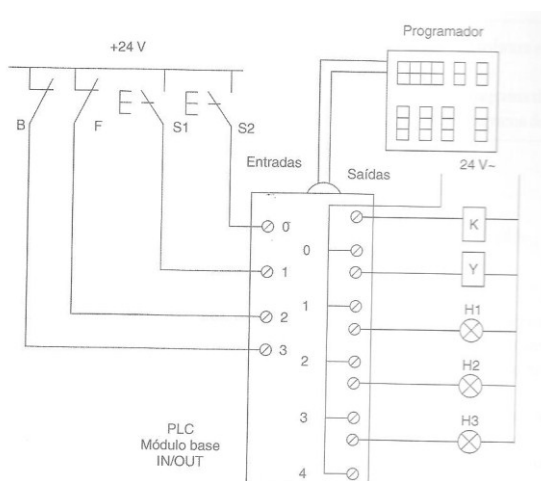 Programador
+24 V
B
F
S1
S2
24 V~
Entradas
Saídas
0
0
K
1
Y
1
H1
2
2
H2
3
3
H3
4
PLC
Módulo base
IN/OUT